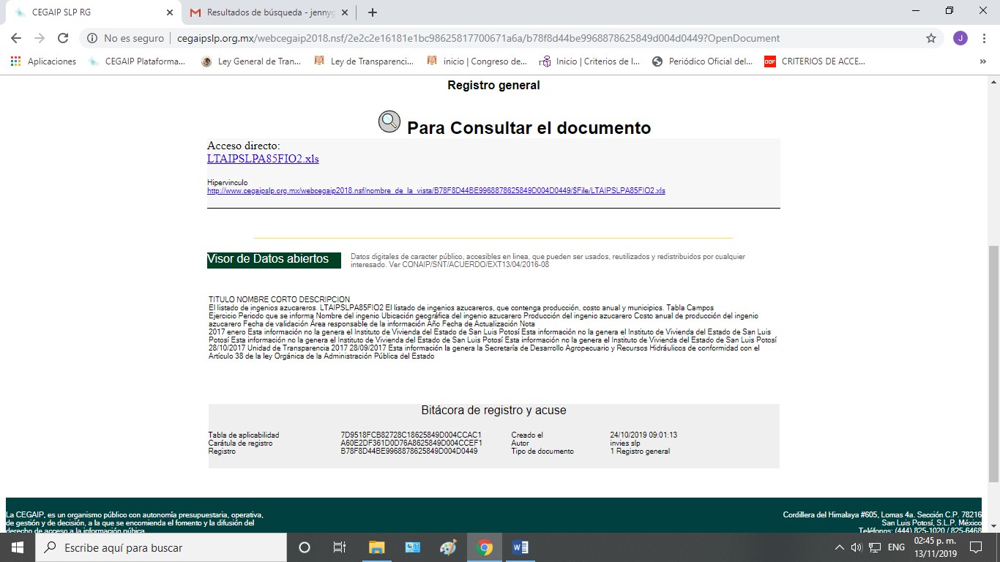 CEGAIP SLP RG
Resultados de búsqueda - jennyg
No es seguro
cegaipslp.org.mx/webcegaip2018.nsf/2e2c2e16181e1bc98625817700671a6a/b78f8d44be9968878625849d004d0449?OpenDocument
J
Aplicaciones
CEGAIP Plataforma...
Ley General de Tran...
Ley de Transparenci...
inicio | Congreso de...
Inicio | Criterios de I...
Periódico Oficial del...
DOF
CRITERIOS DE ACCE...
Registro general
Para Consultar el documento
Acceso directo:
LTAIPSLPA85FIO2.xls
Hipervinculo
http://www.cegaipslp.org.mx/webcegaip2018.nsf/nombre_de_la_vista/B78F8D44BE9968878625849D004D0449/$File/LTAIPSLPA85FIO2.xls
Visor de Datos abiertos
Datos digitales de caracter público, accesibles en linea, que pueden ser usados, reutilizados y redistribuidos por cualquier
interesado. Ver CONAIP/SNT/ACUERDO/EXT13/04/2016-08
TITULO NOMBRE CORTO DESCRIPCION
El listado de ingenios azucareros. LTAIPSLPA85FIO2 El listado de ingenios azucareros, que contenga producción, costo anual y municipios. Tabla Campos
Ejercicio Periodo que se informa Nombre del ingenio Ubicación geográfica del ingenio azucarero Producción del ingenio azucarero Costo anual de producción del ingenio
azucarero Fecha de validación Área responsable de la información Año Fecha de Actualización Nota
2017 enero Esta información no la genera el Instituto de Vivienda del Estado de San Luis Potosí Esta información no la genera el Instituto de Vivienda del Estado de San Luis
Potosí Esta información no la genera el Instituto de Vivienda del Estado de San Luis Potosí Esta información no la genera el Instituto de Vivienda del Estado de San Luis Potosí
28/10/2017 Unidad de Transparencia 2017 28/09/2017 Esta información la genera la Secretaría de Desarrollo Agropecuario y Recursos Hidráulicos de conformidad con el
Artículo 38 de la ley Orgánica de la Administración Pública del Estado
Bitácora de registro y acuse
Tabla de aplicabilidad 7D9518FCB82728C18625849D004CCAC1 Creado el 24/10/2019 09:01:13
Carátula de registro A60E2DF361D0D76A8625849D004CCEF1 Autor invies slp
Registro B78F8D44BE9968878625849D004D0449 Tipo de documento 1 Registro general
La CEGAIP, es un organismo público con autonomía presupuestaria, operativa,
de gestión y de decisión, a la que se encomienda el fomento y la difusión del
derecho de acceso a la información púbica
Cordillera del Himalaya #605, Lomas 4a. Sección C.P. 78216
San Luis Potosí, S.L.P. México
Teléfonos: (444) 825-1020 / 825-6468
Escribe aquí para buscar
ENG
02:45 p. m.
13/11/2019